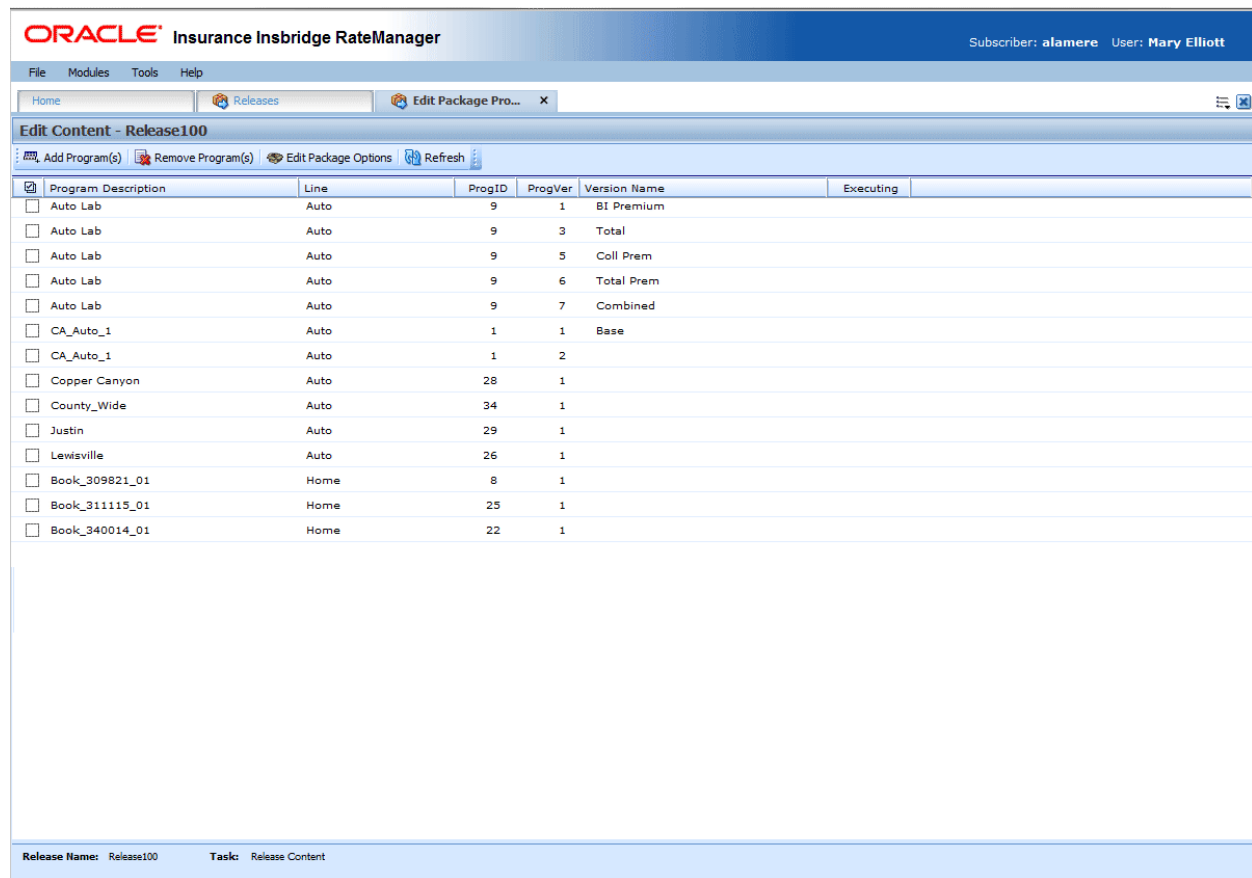 ORACLE Insurance Insbridge RateManager
Subscriber: alamere User: Mary Elliott
File Modules Tools Help
Home Releases Edit Package Pro... x
Edit Content - Release100
Add Program(s) Remove Program(s) Edit Package Options Refresh
Program Description Line ProgID ProgVer Version Name Executing
Auto Lab Auto 9 1 BI Premium
Auto Lab Auto 9 3 Total
Auto Lab Auto 9 5 Coll Prem
Auto Lab Auto 9 6 Total Prem
Auto Lab Auto 9 7 Combined
CA_Auto_1 Auto 1 1 Base
CA_Auto_1 Auto 1 2
Copper Canyon Auto 28 1
County_Wide Auto 34 1
Justin Auto 29 1
Lewisville Auto 26 1
Book_309821_01 Home 8 1
Book_311115_01 Home 25 1
Book_340014_01 Home 22 1
Release Name: Release100 Task: Release Content